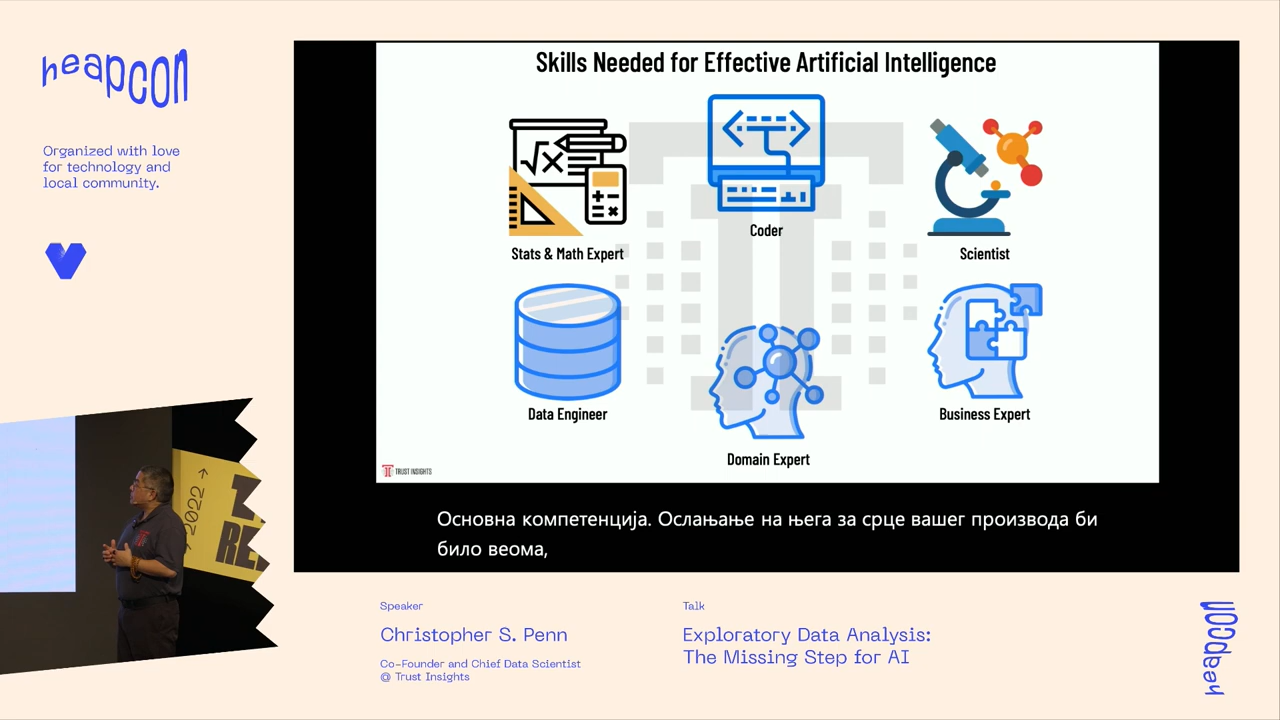 heapcon
Organized with love
for technology and
local community.
Skills Needed for Effective Artificial Intelligence
Stats & Math Expert
Coder
Scientist
Data Engineer
Domain Expert
Business Expert
TRUST INSIGHTS
Основна компетенција. Ослањање на њега за срце вашег производа би
било веома,
2022
Speaker
Christopher S. Penn
Co-Founder and Chief Data Scientist
@ Trust Insights
Talk
Exploratory Data Analysis:
The Missing Step for AI
heapcon